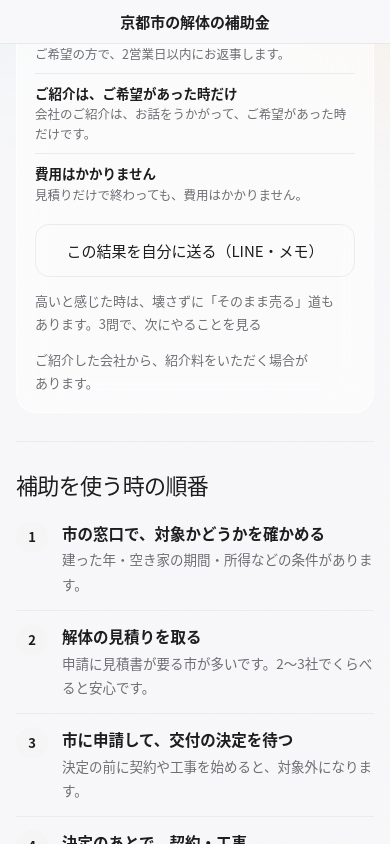 京都市の解体の補助金
ご希望の方で、2営業日以内にお返事します。
ご紹介は、ご希望があった時だけ
会社のご紹介は、お話をうかがって、ご希望があった時
だけです。
費用はかかりません
見積りだけで終わっても、費用はかかりません。
この結果を自分に送る（LINE・メモ）
高いと感じた時は、壊さずに「そのまま売る」道も
あります。3問で、次にやることを見る
ご紹介した会社から、紹介料をいただく場合が
あります。
補助を使う時の順番
1
市の窓口で、対象かどうかを確かめる
建った年・空き家の期間・所得などの条件がありま
す。
2
解体の見積りを取る
申請に見積書が要る市が多いです。2〜3社でくらべ
ると安心です。
3
市に申請して、交付の決定を待つ
決定の前に契約や工事を始めると、対象外になりま
す。
4
決定のあとで、契約・工事